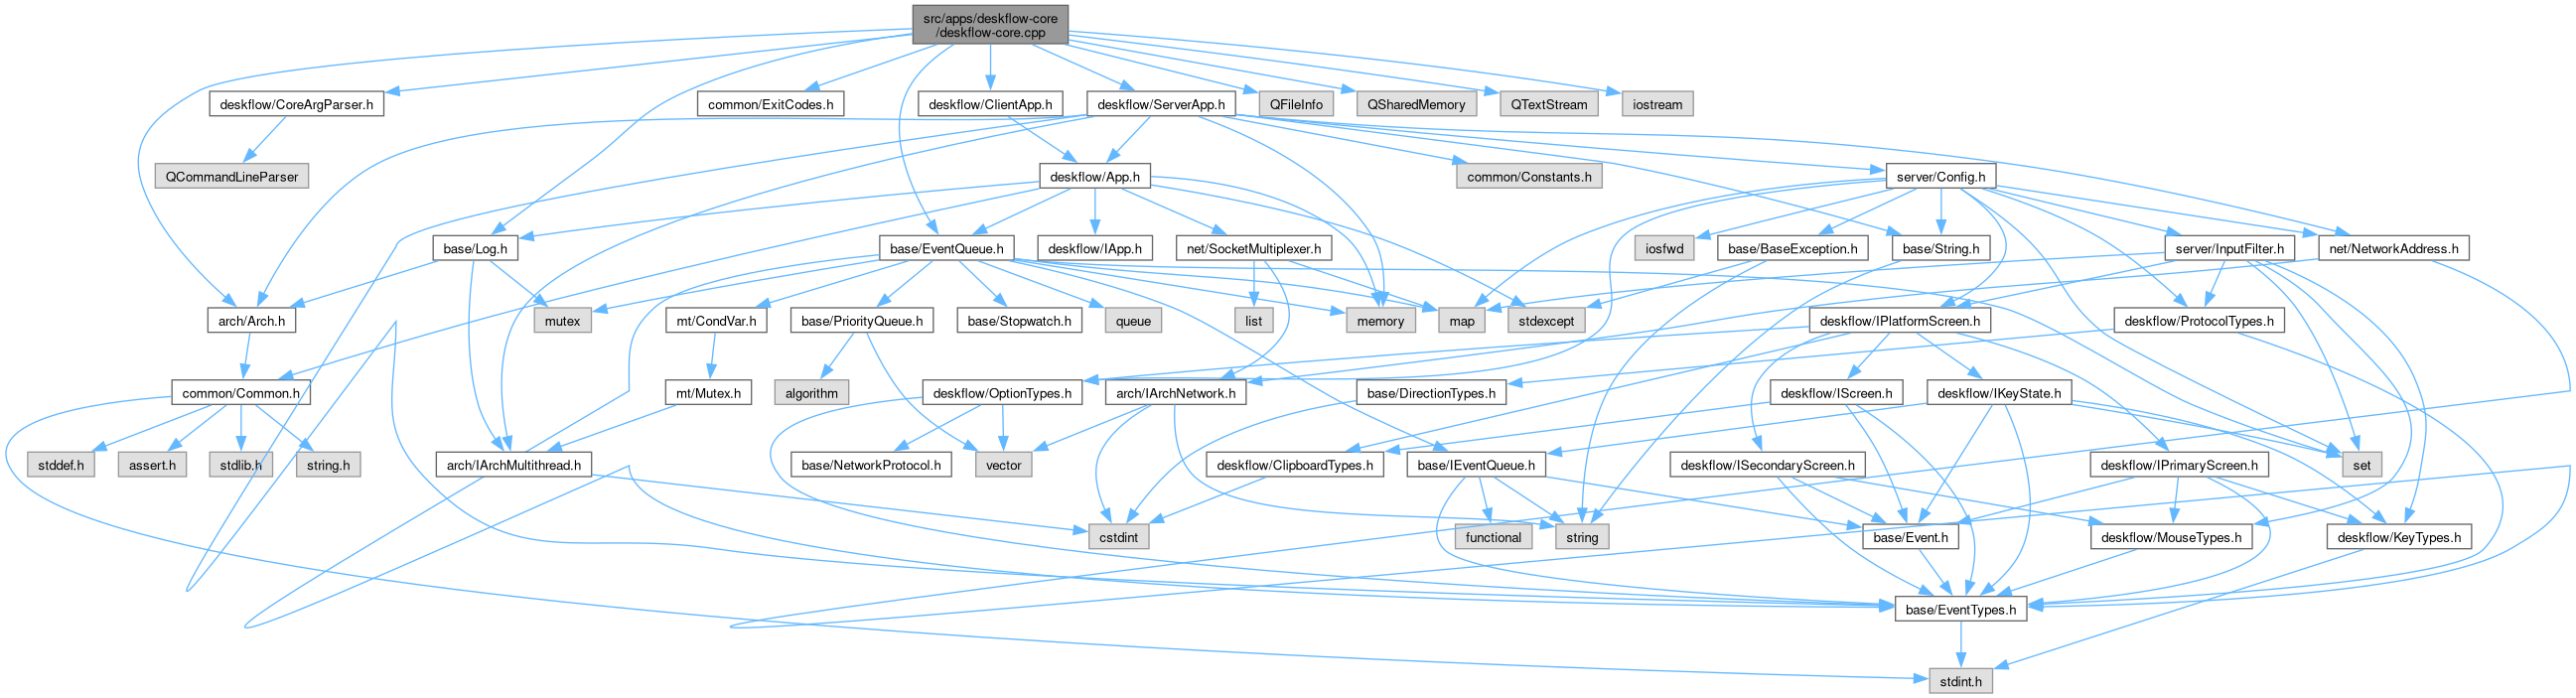 src/apps/deskflow-core
/deskflow-core.cpp
deskflow/CoreArgParser.h
common/ExitCodes.h
deskflow/ClientApp.h
deskflow/ServerApp.h
QFileInfo
QSharedMemory
QTextStream
iostream
QCommandLineParser
deskflow/App.h
common/Constants.h
server/Config.h
base/Log.h
base/EventQueue.h
deskflow/IApp.h
net/SocketMultiplexer.h
iosfwd
base/BaseException.h
base/String.h
server/InputFilter.h
net/NetworkAddress.h
arch/Arch.h
mutex
mt/CondVar.h
base/PriorityQueue.h
base/Stopwatch.h
queue
list
memory
map
stdexcept
deskflow/IPlatformScreen.h
deskflow/ProtocolTypes.h
common/Common.h
mt/Mutex.h
algorithm
deskflow/OptionTypes.h
arch/IArchNetwork.h
base/DirectionTypes.h
deskflow/IScreen.h
deskflow/IKeyState.h
stddef.h
assert.h
stdlib.h
string.h
arch/IArchMultithread.h
base/NetworkProtocol.h
vector
deskflow/ClipboardTypes.h
base/IEventQueue.h
deskflow/ISecondaryScreen.h
deskflow/IPrimaryScreen.h
set
cstdint
functional
string
base/Event.h
deskflow/MouseTypes.h
deskflow/KeyTypes.h
base/EventTypes.h
stdint.h